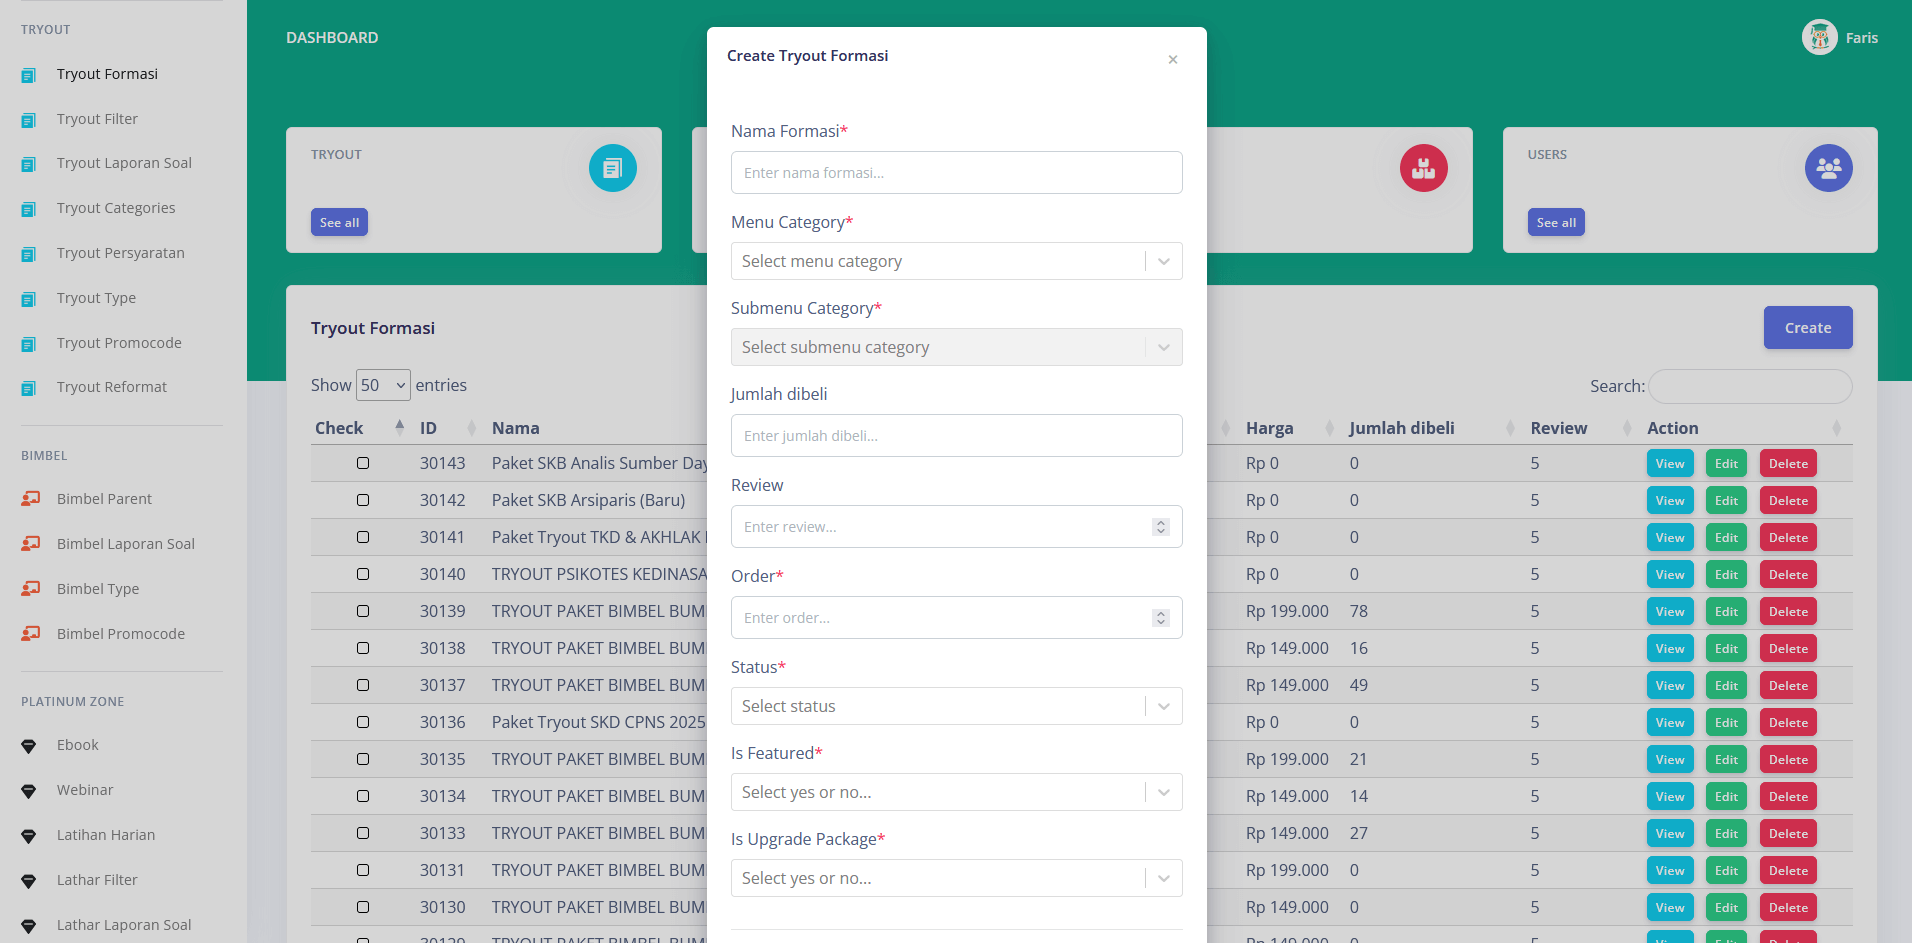 TRYOUT
Tryout Formasi
Tryout Filter
Tryout Laporan Soal
Tryout Categories
Tryout Persyaratan
Tryout Type
Tryout Promocode
Tryout Reformat
BIMBEL
Bimbel Parent
Bimbel Laporan Soal
Bimbel Type
Bimbel Promocode
PLATINUM ZONE
Ebook
Webinar
Latihan Harian
Lathar Filter
Lathar Laporan Soal
DASHBOARD
Faris
TRYOUT
See all
USERS
See all
Tryout Formasi
Create
Show 50 entries
Search:
Check ID Nama Harga Jumlah dibeli Review Action
30143 Paket SKB Analis Sumber Day Rp 0 0 5 View Edit Delete
30142 Paket SKB Arsiparis (Baru) Rp 0 0 5 View Edit Delete
30141 Paket Tryout TKD & AKHLAK Rp 0 0 5 View Edit Delete
30140 TRYOUT PSIKOTES KEDINASA Rp 0 0 5 View Edit Delete
30139 TRYOUT PAKET BIMBEL BUM Rp 199.000 78 5 View Edit Delete
30138 TRYOUT PAKET BIMBEL BUM Rp 149.000 16 5 View Edit Delete
30137 TRYOUT PAKET BIMBEL BUM Rp 149.000 49 5 View Edit Delete
30136 Paket Tryout SKD CPNS 2025 Rp 0 0 5 View Edit Delete
30135 TRYOUT PAKET BIMBEL BUM Rp 199.000 21 5 View Edit Delete
30134 TRYOUT PAKET BIMBEL BUM Rp 149.000 14 5 View Edit Delete
30133 TRYOUT PAKET BIMBEL BUM Rp 149.000 27 5 View Edit Delete
30131 TRYOUT PAKET BIMBEL BUM Rp 199.000 0 5 View Edit Delete
30130 TRYOUT PAKET BIMBEL BUM Rp 149.000 0 5 View Edit Delete
Create Tryout Formasi ×
Nama Formasi*
Enter nama formasi...
Menu Category*
Select menu category
Submenu Category*
Select submenu category
Jumlah dibeli
Enter jumlah dibeli...
Review
Enter review...
Order*
Enter order...
Status*
Select status
Is Featured*
Select yes or no...
Is Upgrade Package*
Select yes or no...